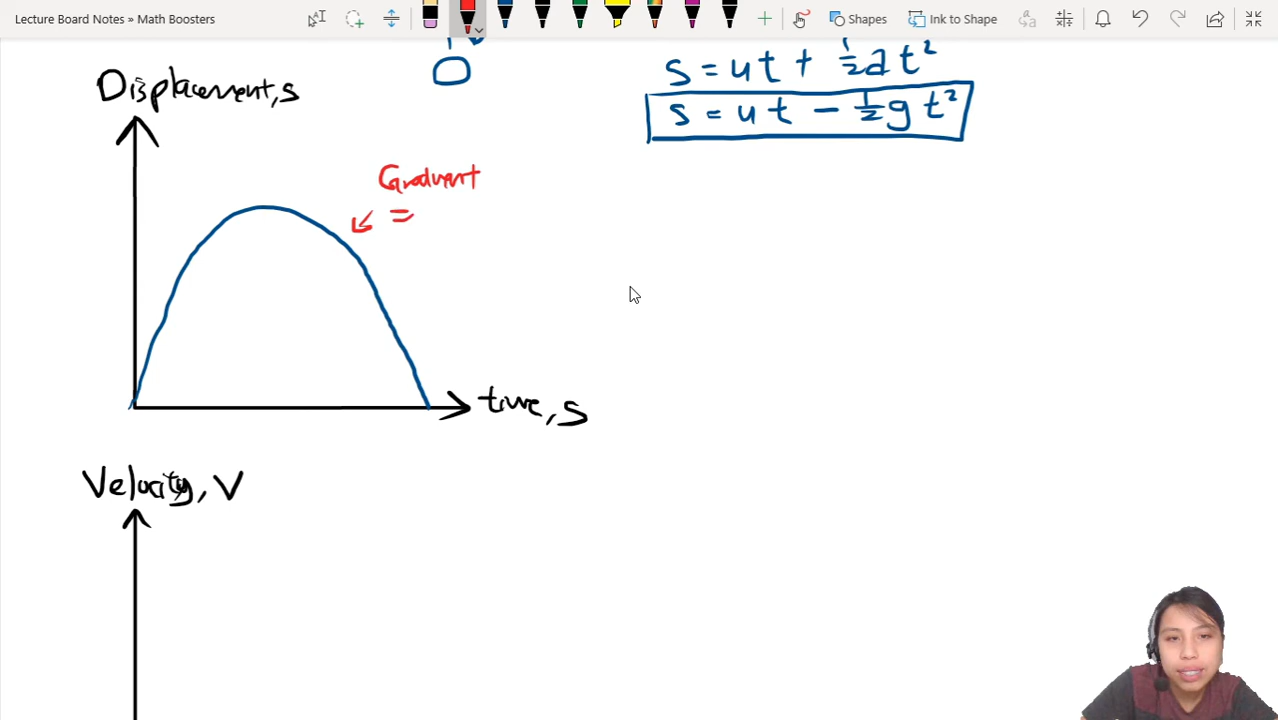 Lecture Board Notes » Math Boosters
Shapes
Ink to Shape
Displacement, s
s = ut + ½at²
s = ut - ½gt²
Gradient
=
time, s
Velocity, V